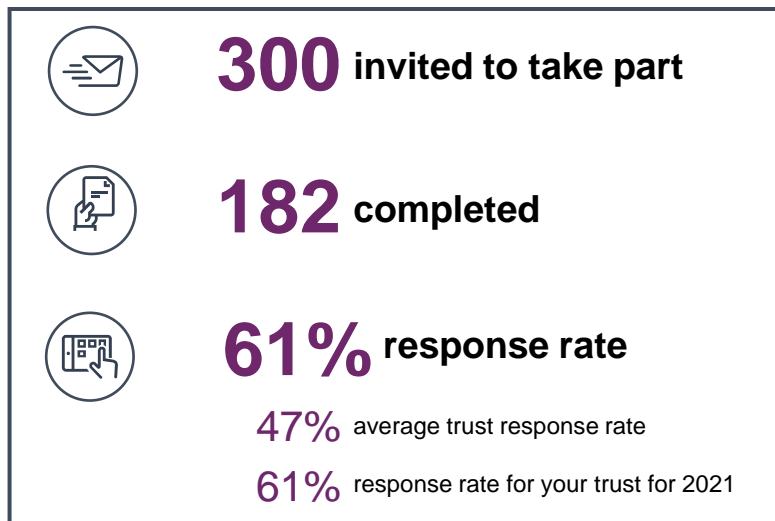 300 invited to take part
182 completed
61% response rate
47% average trust response rate
61% response rate for your trust for 2021